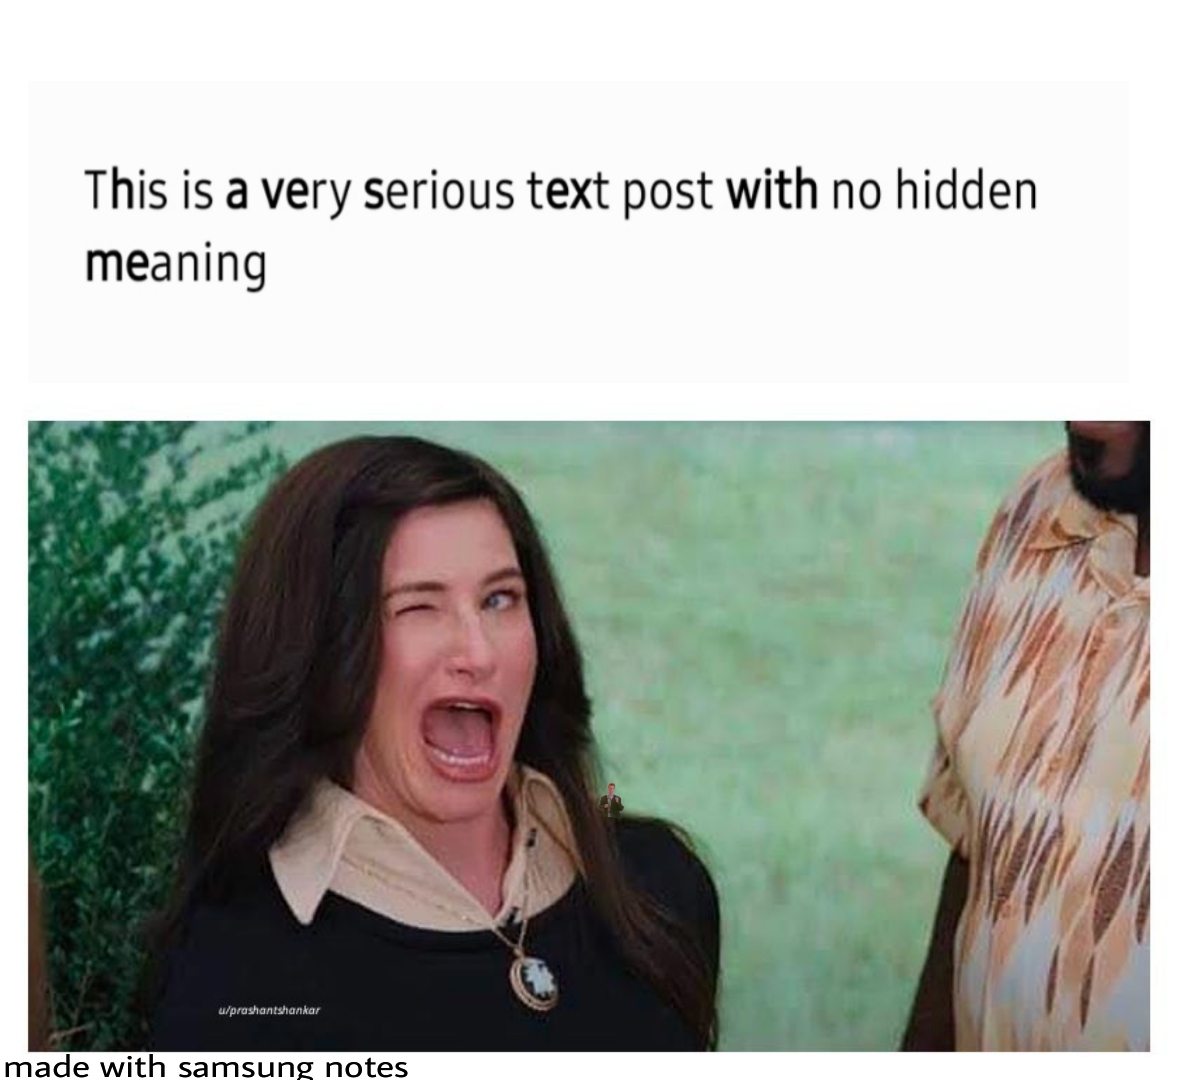 This is a very serious text post with no hidden
meaning
u/prashantshankar
made with samsung notes